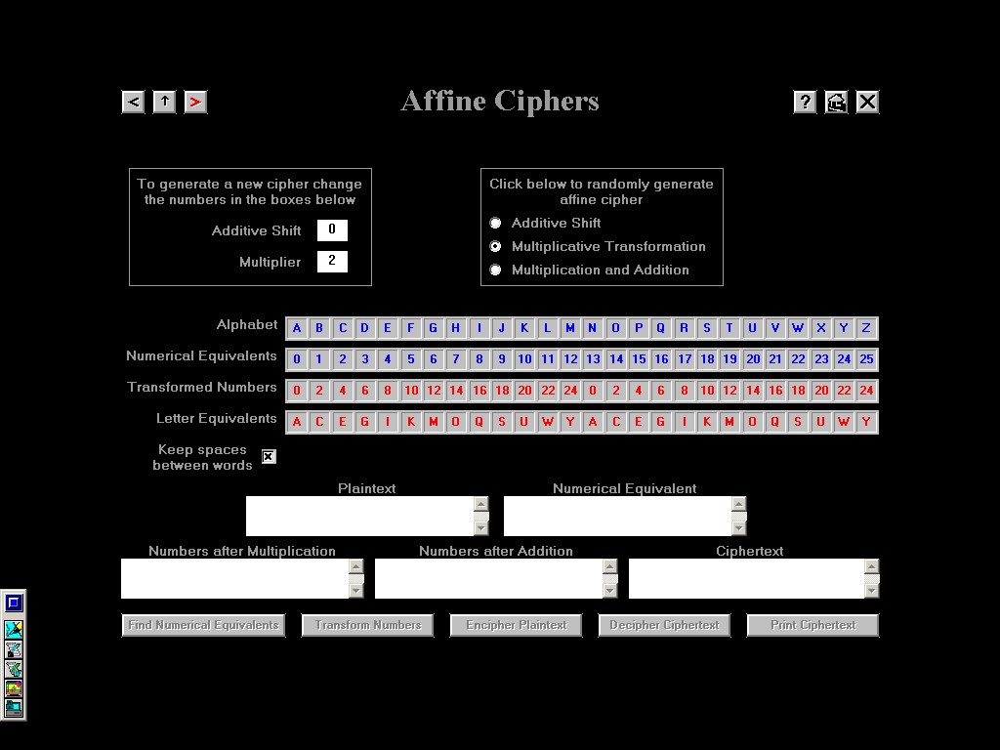 < ↑ > Affine Ciphers ? X
To generate a new cipher change
the numbers in the boxes below
Additive Shift 0
Multiplier 2
Click below to randomly generate
affine cipher
Additive Shift
Multiplicative Transformation
Multiplication and Addition
Alphabet A B C D E F G H I J K L M N O P Q R S T U V W X Y Z
Numerical Equivalents 0 1 2 3 4 5 6 7 8 9 10 11 12 13 14 15 16 17 18 19 20 21 22 23 24 25
Transformed Numbers 0 2 4 6 8 10 12 14 16 18 20 22 24 0 2 4 6 8 10 12 14 16 18 20 22 24
Letter Equivalents A C E G I K M O Q S U W Y A C E G I K M O Q S U W Y
Keep spaces
between words
Plaintext Numerical Equivalent
Numbers after Multiplication Numbers after Addition Ciphertext
Find Numerical Equivalents Transform Numbers Encipher Plaintext Decipher Ciphertext Print Ciphertext